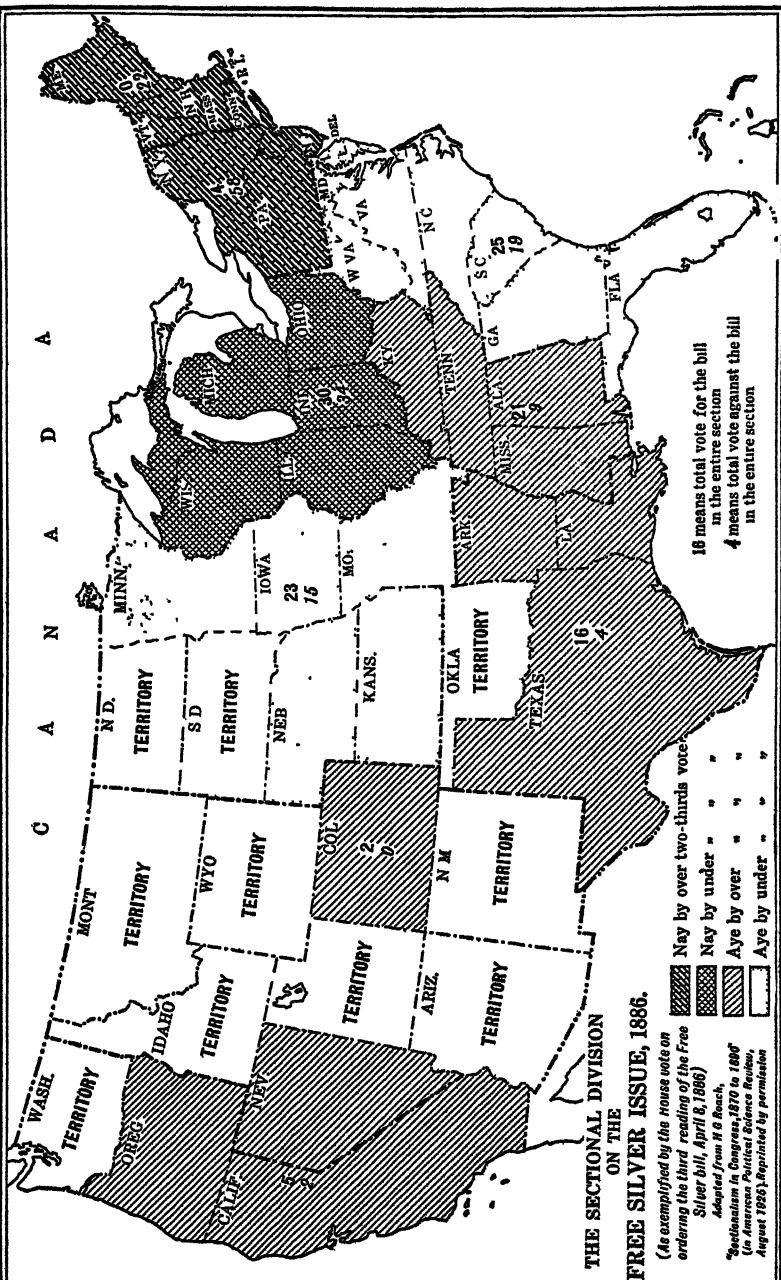 C A N A D A
WASH.
TERRITORY
OREG.
CALIF.
NEV.
5
2
IDAHO
TERRITORY
MONT
TERRITORY
WYO
TERRITORY
TERRITORY
ARIZ.
TERRITORY
COL
2
0
N M
TERRITORY
N D.
TERRITORY
S D
TERRITORY
NEB
KANS.
OKLA
TERRITORY
TEXAS
16
4
MINN.
IOWA
23
15
MO.
ARK.
LA
WIS.
MICH.
ILL
IND
30
34
OHIO
KY
TENN
MISS.
ALA
21
9
GA
FLA
S C
25
19
N C
W VA
VA
MD.
DEL
PA
4
N Y
VT
N H
MASS
CONN
R I.
ME
0
22
16 means total vote for the bill
in the entire section
4 means total vote against the bill
in the entire section
THE SECTIONAL DIVISION
ON THE
FREE SILVER ISSUE, 1886.
(As exemplified by the House vote on
ordering the third reading of the Free
Silver bill, April 8, 1886)
Adapted from H G Roach,
"Sectionalism in Congress, 1870 to 1890"
(in American Political Science Review,
August 1925). Reprinted by permission
Nay by over two-thirds vote
Nay by under " " "
Aye by over " " "
Aye by under " " "